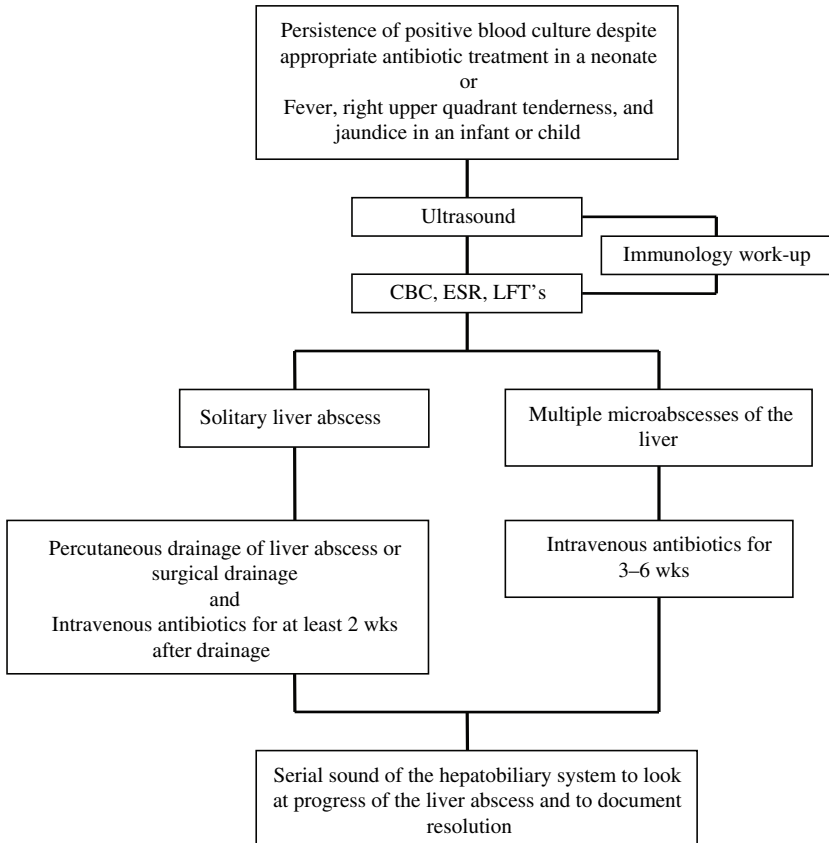 Persistence of positive blood culture despite
appropriate antibiotic treatment in a neonate
or
Fever, right upper quadrant tenderness, and
jaundice in an infant or child
Ultrasound
Immunology work-up
CBC, ESR, LFT's
Solitary liver abscess
Multiple microabscesses of the
liver
Percutaneous drainage of liver abscess or
surgical drainage
and
Intravenous antibiotics for at least 2 wks
after drainage
Intravenous antibiotics for
3–6 wks
Serial sound of the hepatobiliary system to look
at progress of the liver abscess and to document
resolution